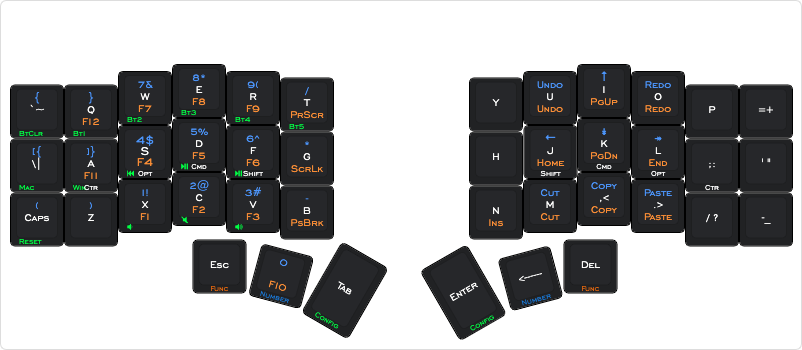 { } 7& 8* 9( / Undo ↑ Redo
`~ Q W E R T Y U I O P =+
F12 F7 F8 F9 PrScr Undo PgUp Redo
BtClr Bt1 Bt2 Bt3 Bt4 Bt5
[{ ]} 4$ 5% 6^ * ← ↓ →
\| A S D F G H J K L ;: '"
F11 F4 F5 F6 ScrLk Home PgDn End
Mac Win Ctr Opt Cmd Shift Shift Cmd Opt Ctr
( ) 1! 2@ 3# - Cut Copy Paste
Caps Z X C V B N M ,< .> /? -_
F1 F2 F3 PsBrk Ins Cut Copy Paste
Reset
Esc 0 Tab Enter <---- Del
Func F10 Number Config Config Number Func